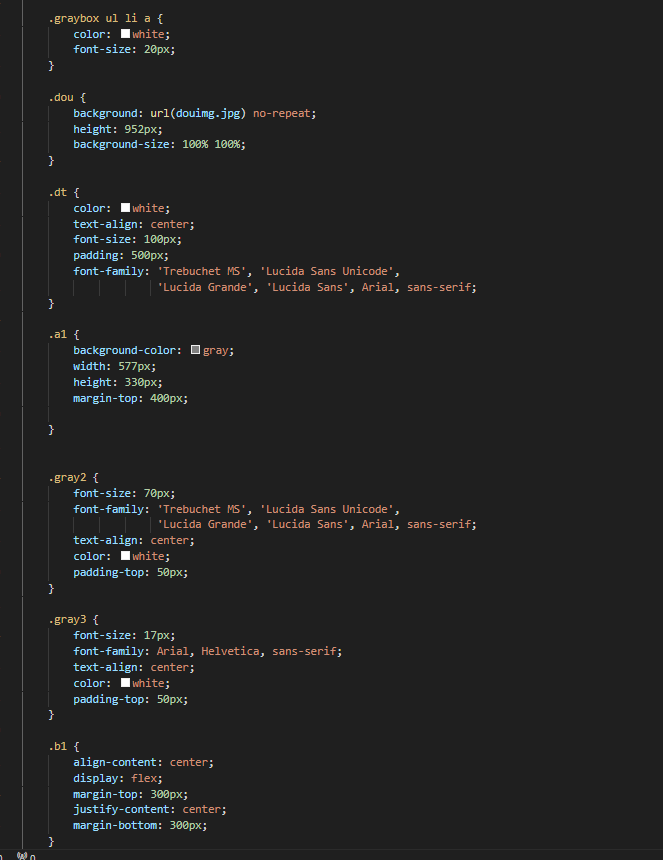 .graybox ul li a {
color: white;
font-size: 20px;
}
.dou {
background: url(douimg.jpg) no-repeat;
height: 952px;
background-size: 100% 100%;
}
.dt {
color: white;
text-align: center;
font-size: 100px;
padding: 500px;
font-family: 'Trebuchet MS', 'Lucida Sans Unicode',
'Lucida Grande', 'Lucida Sans', Arial, sans-serif;
}
.a1 {
background-color: gray;
width: 577px;
height: 330px;
margin-top: 400px;
}
.gray2 {
font-size: 70px;
font-family: 'Trebuchet MS', 'Lucida Sans Unicode',
'Lucida Grande', 'Lucida Sans', Arial, sans-serif;
text-align: center;
color: white;
padding-top: 50px;
}
.gray3 {
font-size: 17px;
font-family: Arial, Helvetica, sans-serif;
text-align: center;
color: white;
padding-top: 50px;
}
.b1 {
align-content: center;
display: flex;
margin-top: 300px;
justify-content: center;
margin-bottom: 300px;
}